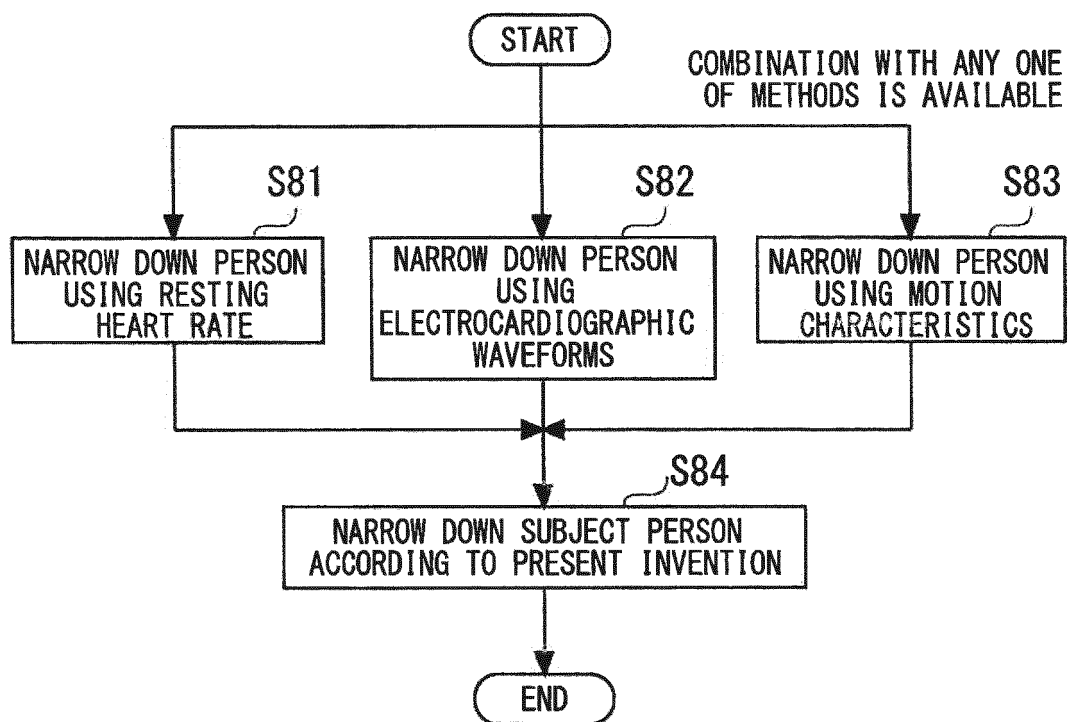 START
COMBINATION WITH ANY ONE
OF METHODS IS AVAILABLE
S81
NARROW DOWN PERSON
USING RESTING
HEART RATE
S82
NARROW DOWN PERSON
USING
ELECTROCARDIOGRAPHIC
WAVEFORMS
S83
NARROW DOWN PERSON
USING MOTION
CHARACTERISTICS
S84
NARROW DOWN SUBJECT PERSON
ACCORDING TO PRESENT INVENTION
END